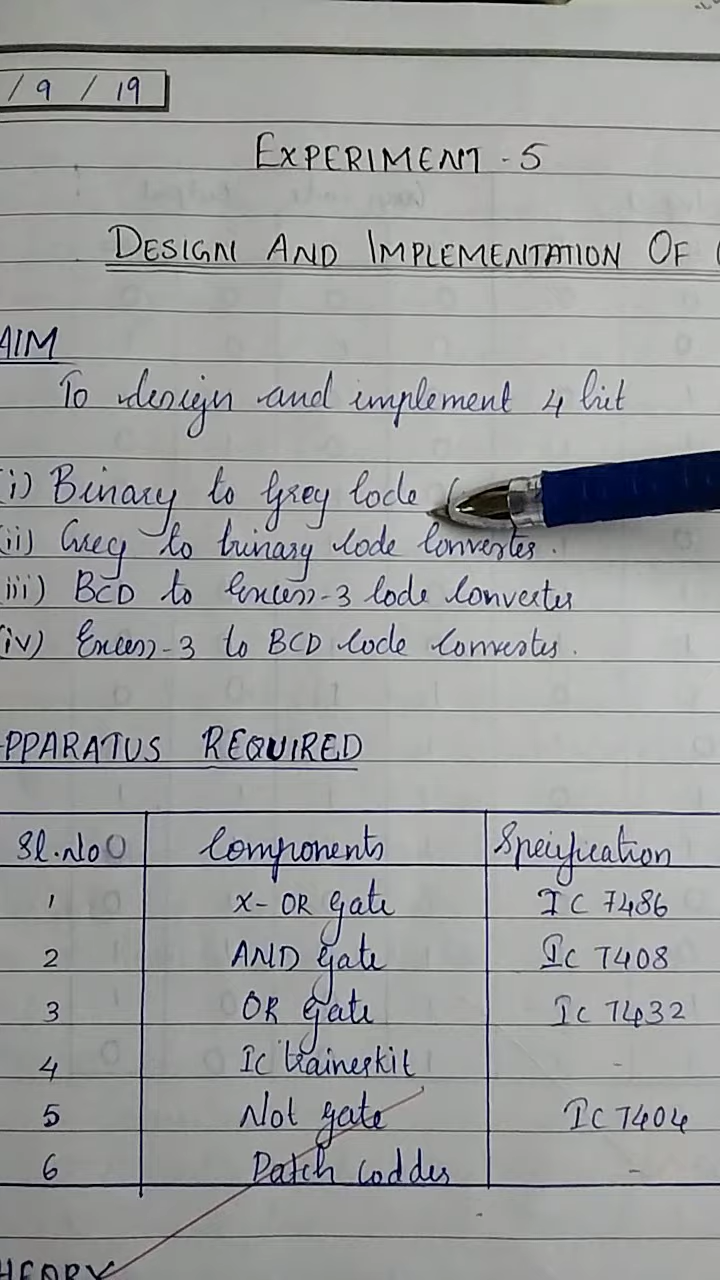 / 9 / 19
EXPERIMENT - 5
DESIGN AND IMPLEMENTATION OF
AIM
To design and implement 4 bit
(i) Binary to Grey Code
(ii) Grey to binary code Converter.
(iii) BCD to Excess-3 Code Converter
(iv) Excess-3 to BCD Code Converter.
APPARATUS REQUIRED
Sl.No Components Specification
1 X-OR gate IC 7486
2 AND gate IC 7408
3 OR gate IC 7432
4 IC trainerkit -
5 Not gate IC 7404
6 Patch coddes -
HEORY